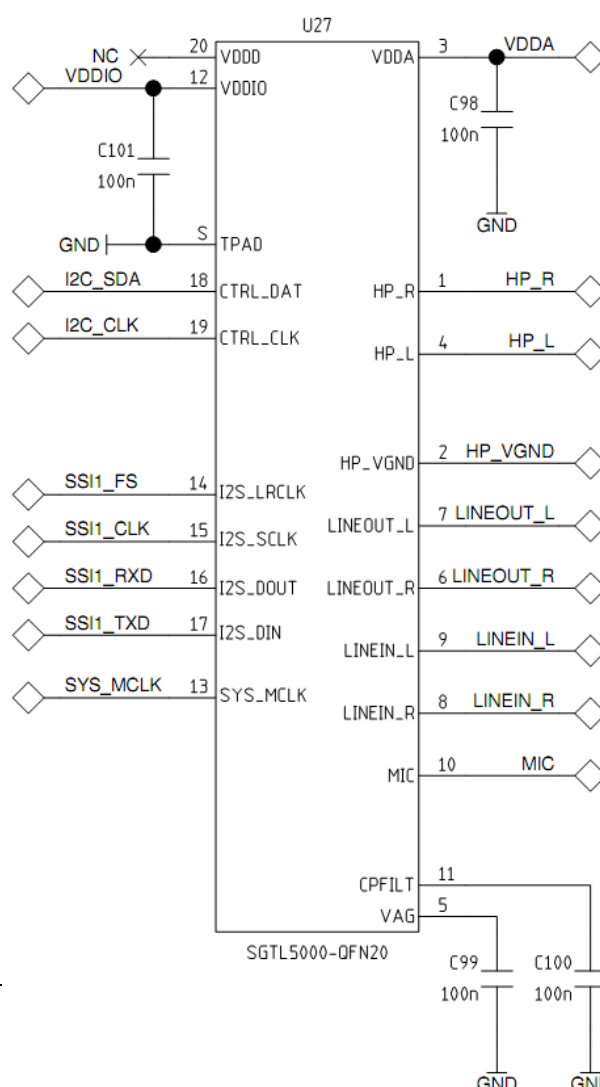 U27
NC 20 VDDD VDDA 3 VDDA
VDDIO 12 VDDIO
C98
100n
C101
100n
GND
GND S TPAD
I2C_SDA 18 CTRL_DAT HP_R 1 HP_R
I2C_CLK 19 CTRL_CLK
HP_L 4 HP_L
HP_VGND 2 HP_VGND
SSI1_FS 14 I2S_LRCLK
LINEOUT_L 7 LINEOUT_L
SSI1_CLK 15 I2S_SCLK
SSI1_RXD 16 I2S_DOUT LINEOUT_R 6 LINEOUT_R
SSI1_TXD 17 I2S_DIN
LINEIN_L 9 LINEIN_L
SYS_MCLK 13 SYS_MCLK
LINEIN_R 8 LINEIN_R
MIC 10 MIC
CPFILT 11
VAG 5
SGTL5000-QFN20
C99 C100
100n 100n
GND GND